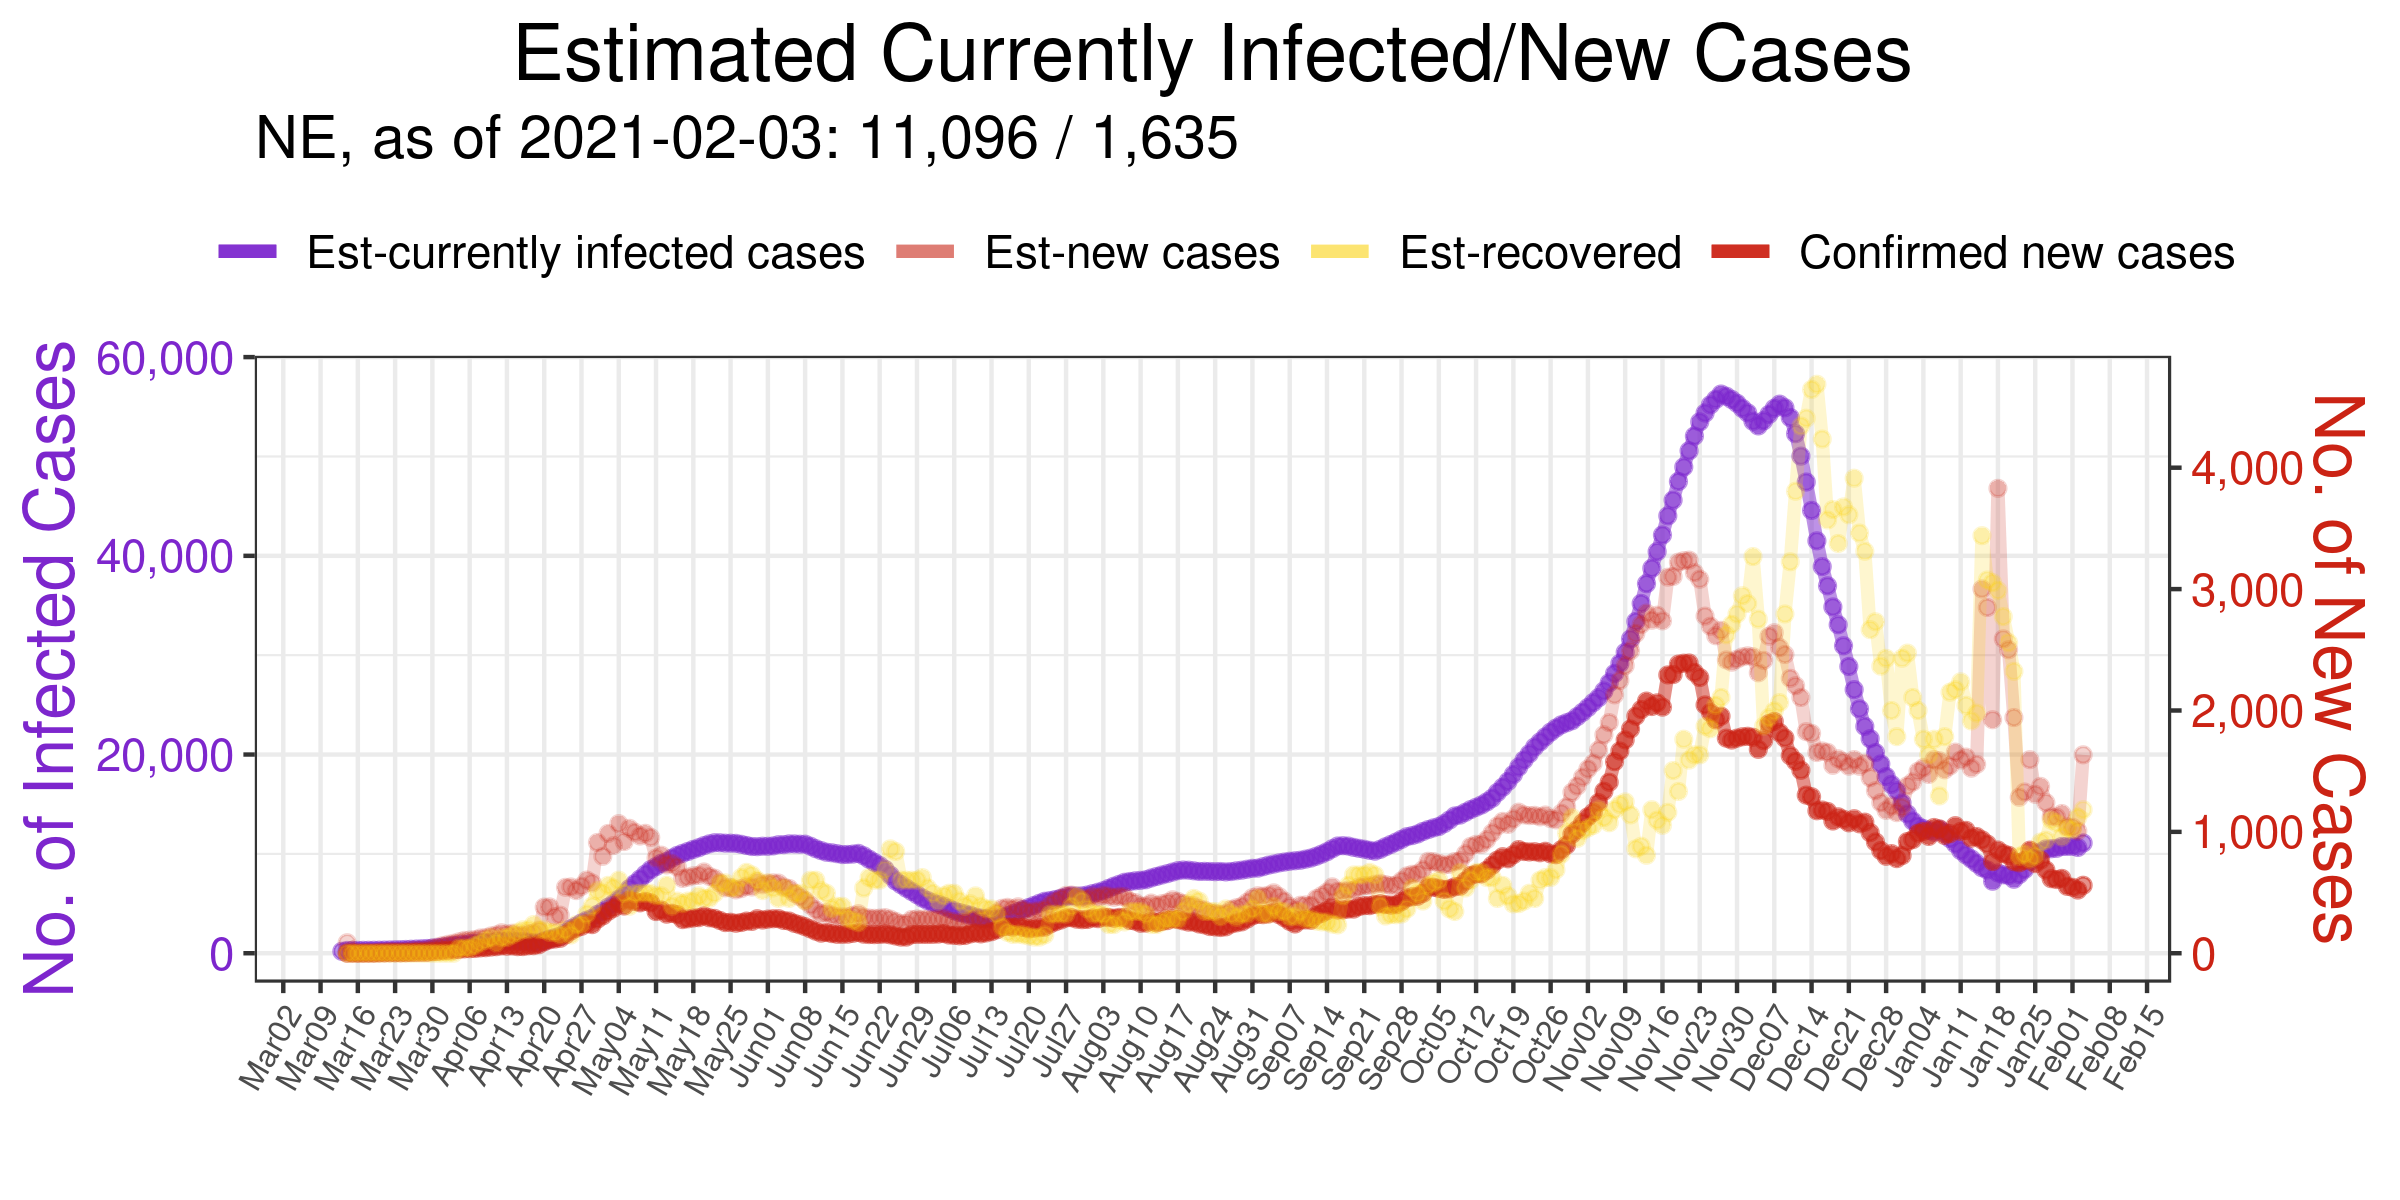 Estimated Currently Infected/New Cases
NE, as of 2021-02-03: 11,096 / 1,635
Est-currently infected cases
Est-new cases
Est-recovered
Confirmed new cases
No. of Infected Cases
60,000
40,000
20,000
0
4,000
3,000
2,000
1,000
0
No. of New Cases
Mar02
Mar09
Mar16
Mar23
Mar30
Apr06
Apr13
Apr20
Apr27
May04
May11
May18
May25
Jun01
Jun08
Jun15
Jun22
Jun29
Jul06
Jul13
Jul20
Jul27
Aug03
Aug10
Aug17
Aug24
Aug31
Sep07
Sep14
Sep21
Sep28
Oct05
Oct12
Oct19
Oct26
Nov02
Nov09
Nov16
Nov23
Nov30
Dec07
Dec14
Dec21
Dec28
Jan04
Jan11
Jan18
Jan25
Feb01
Feb08
Feb15